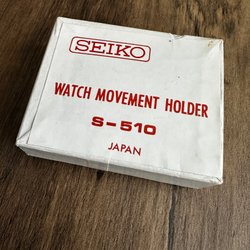 SEIKO
WATCH MOVEMENT HOLDER
S-510
JAPAN